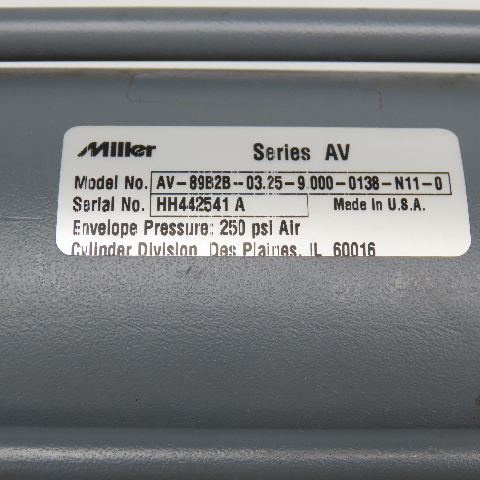 Miller Series AV
Model No. AV-89B2B-03.25-9.000-0138-N11-0
Serial No. HH442541 A Made in U.S.A.
Envelope Pressure: 250 psi Air
Cylinder Division, Des Plaines, IL 60016